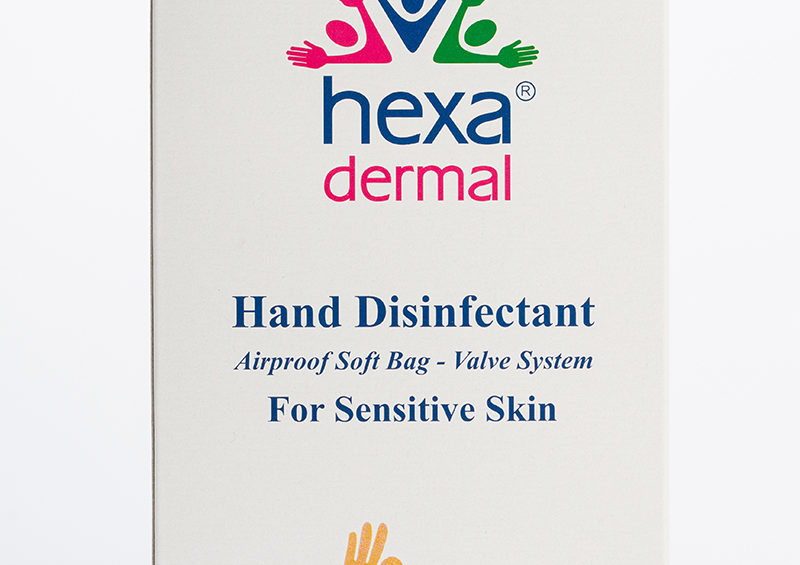 hexa®
dermal
Hand Disinfectant
Airproof Soft Bag - Valve System
For Sensitive Skin